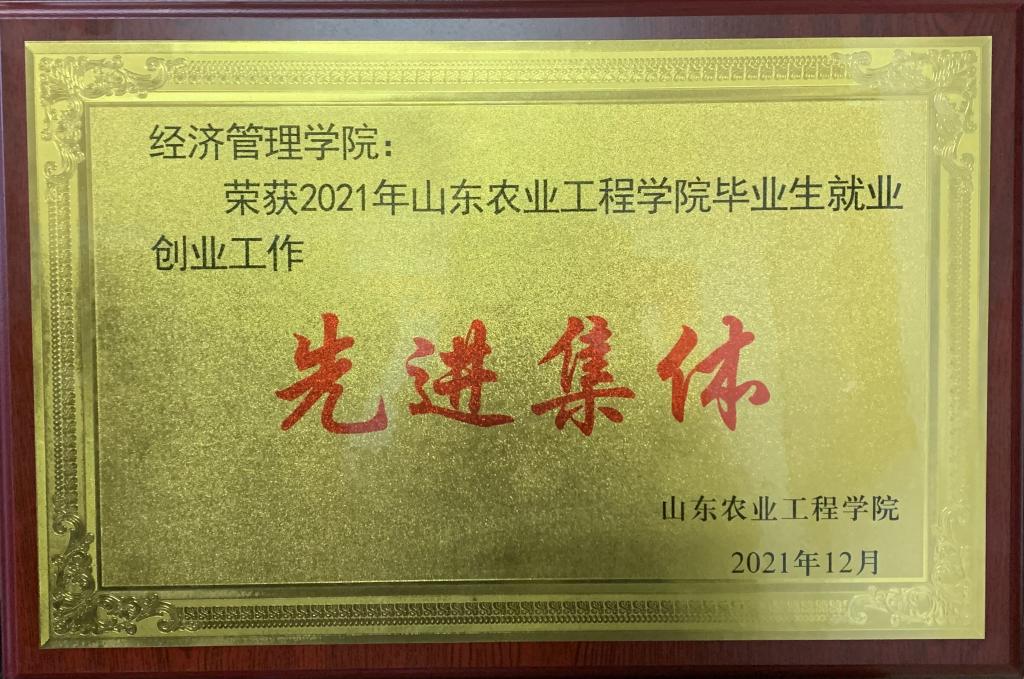 经济管理学院：
荣获2021年山东农业工程学院毕业生就业
创业工作
先进集体
山东农业工程学院
2021年12月